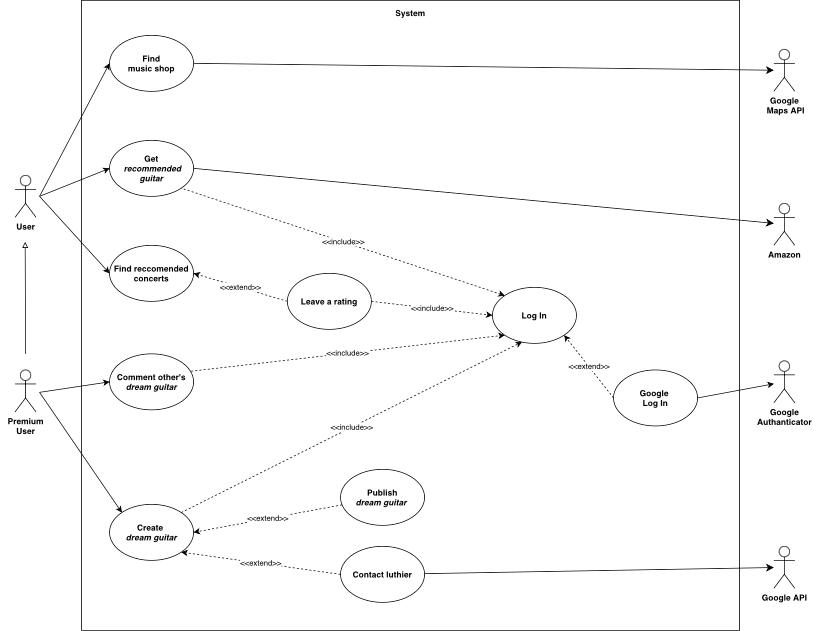 System
Find
music shop
Google
Maps API
Get
recommended
guitar
User
<<include>>
Amazon
Find reccomended
concerts
<<extend>>
Leave a rating
<<include>>
Log In
<<include>>
<<extend>>
Comment other's
dream guitar
Google
Log In
Premium
User
Google
Authanticator
<<include>>
Publish
dream guitar
<<extend>>
Create
dream guitar
<<extend>>
Contact luthier
Google API